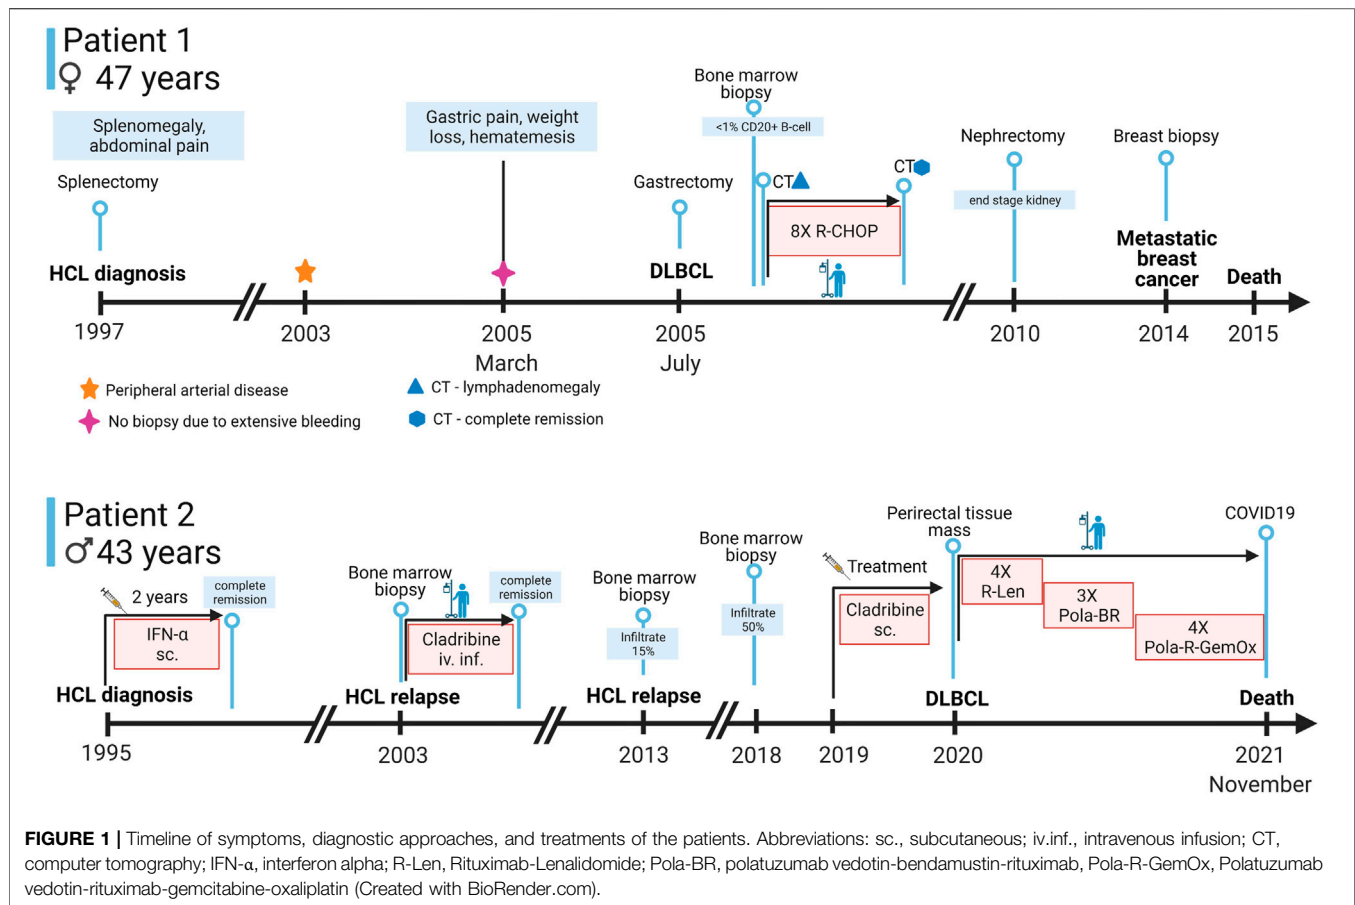 Patient 1
♀ 47 years
Splenomegaly,
abdominal pain
Splenectomy
HCL diagnosis
1997
2003
Gastric pain, weight
loss, hematemesis
2005
March
Gastrectomy
DLBCL
2005
July
Bone marrow
biopsy
<1% CD20+ B-cell
CT
8X R-CHOP
CT
Nephrectomy
end stage kidney
2010
Breast biopsy
Metastatic
breast
cancer
2014
Death
2015
Peripheral arterial disease
No biopsy due to extensive bleeding
CT - lymphadenomegaly
CT - complete remission
Patient 2
♂ 43 years
2 years
IFN-α
sc.
complete
remission
HCL diagnosis
1995
Bone marrow
biopsy
Cladribine
iv. inf.
complete
remission
HCL relapse
2003
Bone marrow
biopsy
Infiltrate
15%
HCL relapse
2013
Bone marrow
biopsy
Infiltrate
50%
2018
Treatment
Cladribine
sc.
2019
Perirectal tissue
mass
DLBCL
2020
4X
R-Len
3X
Pola-BR
4X
Pola-R-GemOx
COVID19
Death
2021
November
FIGURE 1 | Timeline of symptoms, diagnostic approaches, and treatments of the patients. Abbreviations: sc., subcutaneous; iv.inf., intravenous infusion; CT,
computer tomography; IFN-α, interferon alpha; R-Len, Rituximab-Lenalidomide; Pola-BR, polatuzumab vedotin-bendamustin-rituximab, Pola-R-GemOx, Polatuzumab
vedotin-rituximab-gemcitabine-oxaliplatin (Created with BioRender.com).